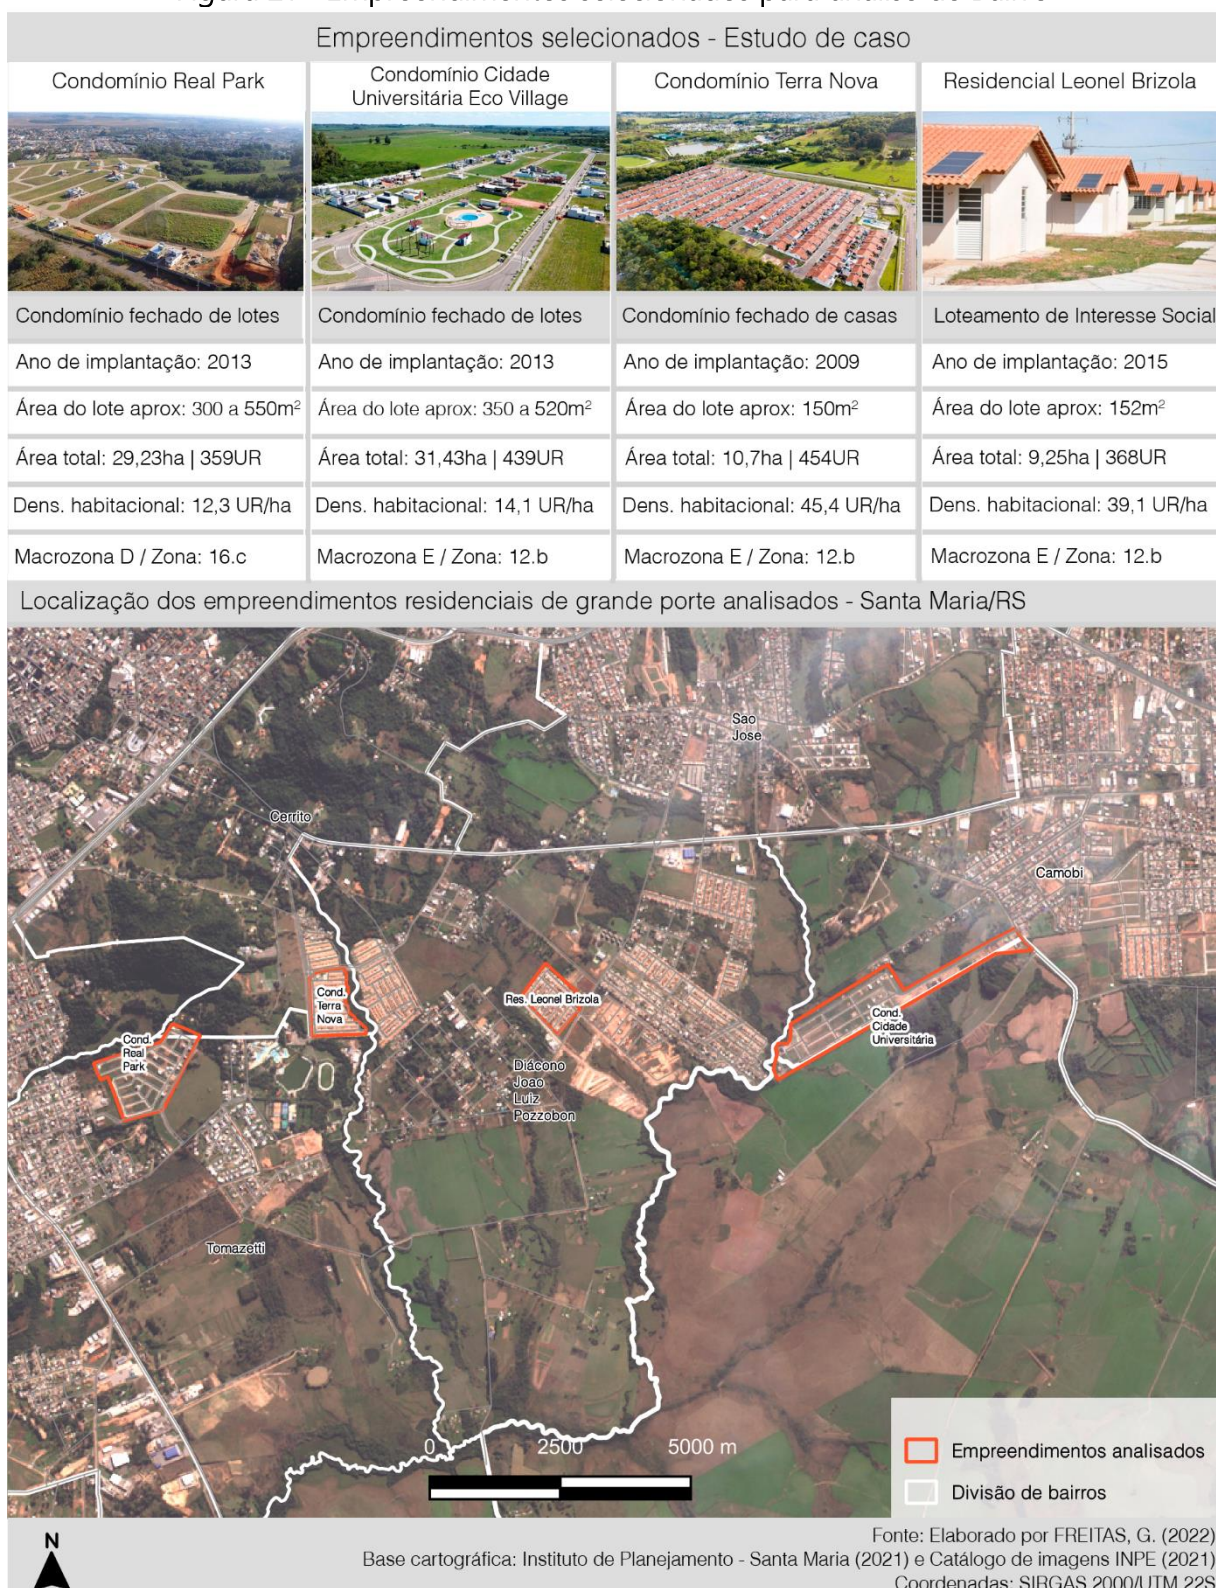 Empreendimentos selecionados - Estudo de caso
Condomínio Real Park
Condomínio Cidade
Universitária Eco Village
Condomínio Terra Nova
Residencial Leonel Brizola
Condomínio fechado de lotes
Condomínio fechado de lotes
Condomínio fechado de casas
Loteamento de Interesse Social
Ano de implantação: 2013
Ano de implantação: 2013
Ano de implantação: 2009
Ano de implantação: 2015
Área do lote aprox: 300 a 550m²
Área do lote aprox: 350 a 520m²
Área do lote aprox: 150m²
Área do lote aprox: 152m²
Área total: 29,23ha | 359UR
Área total: 31,43ha | 439UR
Área total: 10,7ha | 454UR
Área total: 9,25ha | 368UR
Dens. habitacional: 12,3 UR/ha
Dens. habitacional: 14,1 UR/ha
Dens. habitacional: 45,4 UR/ha
Dens. habitacional: 39,1 UR/ha
Macrozona D / Zona: 16.c
Macrozona E / Zona: 12.b
Macrozona E / Zona: 12.b
Macrozona E / Zona: 12.b
Localização dos empreendimentos residenciais de grande porte analisados - Santa Maria/RS
Sao
Jose
Cerrito
Camobi
Cond.
Terra
Nova
Res. Leonel Brizola
Cond.
Cidade
Universitária
Cond.
Real
Park
Diácono
Joao
Luiz
Pozzobon
Tomazetti
0 2500 5000 m
Empreendimentos analisados
Divisão de bairros
N
Fonte: Elaborado por FREITAS, G. (2022)
Base cartográfica: Instituto de Planejamento - Santa Maria (2021) e Catálogo de imagens INPE (2021)
Coordenadas: SIRGAS 2000/UTM 22S